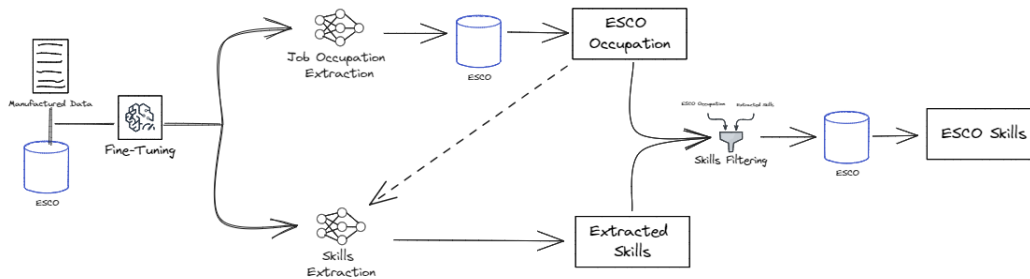 Manufactured Data
ESCO
Fine-Tuning
Job Occupation
Extraction
ESCO
ESCO
Occupation
Skills
Extraction
Extracted
Skills
ESCO Occupation
Extracted Skills
Skills Filtering
ESCO
ESCO Skills